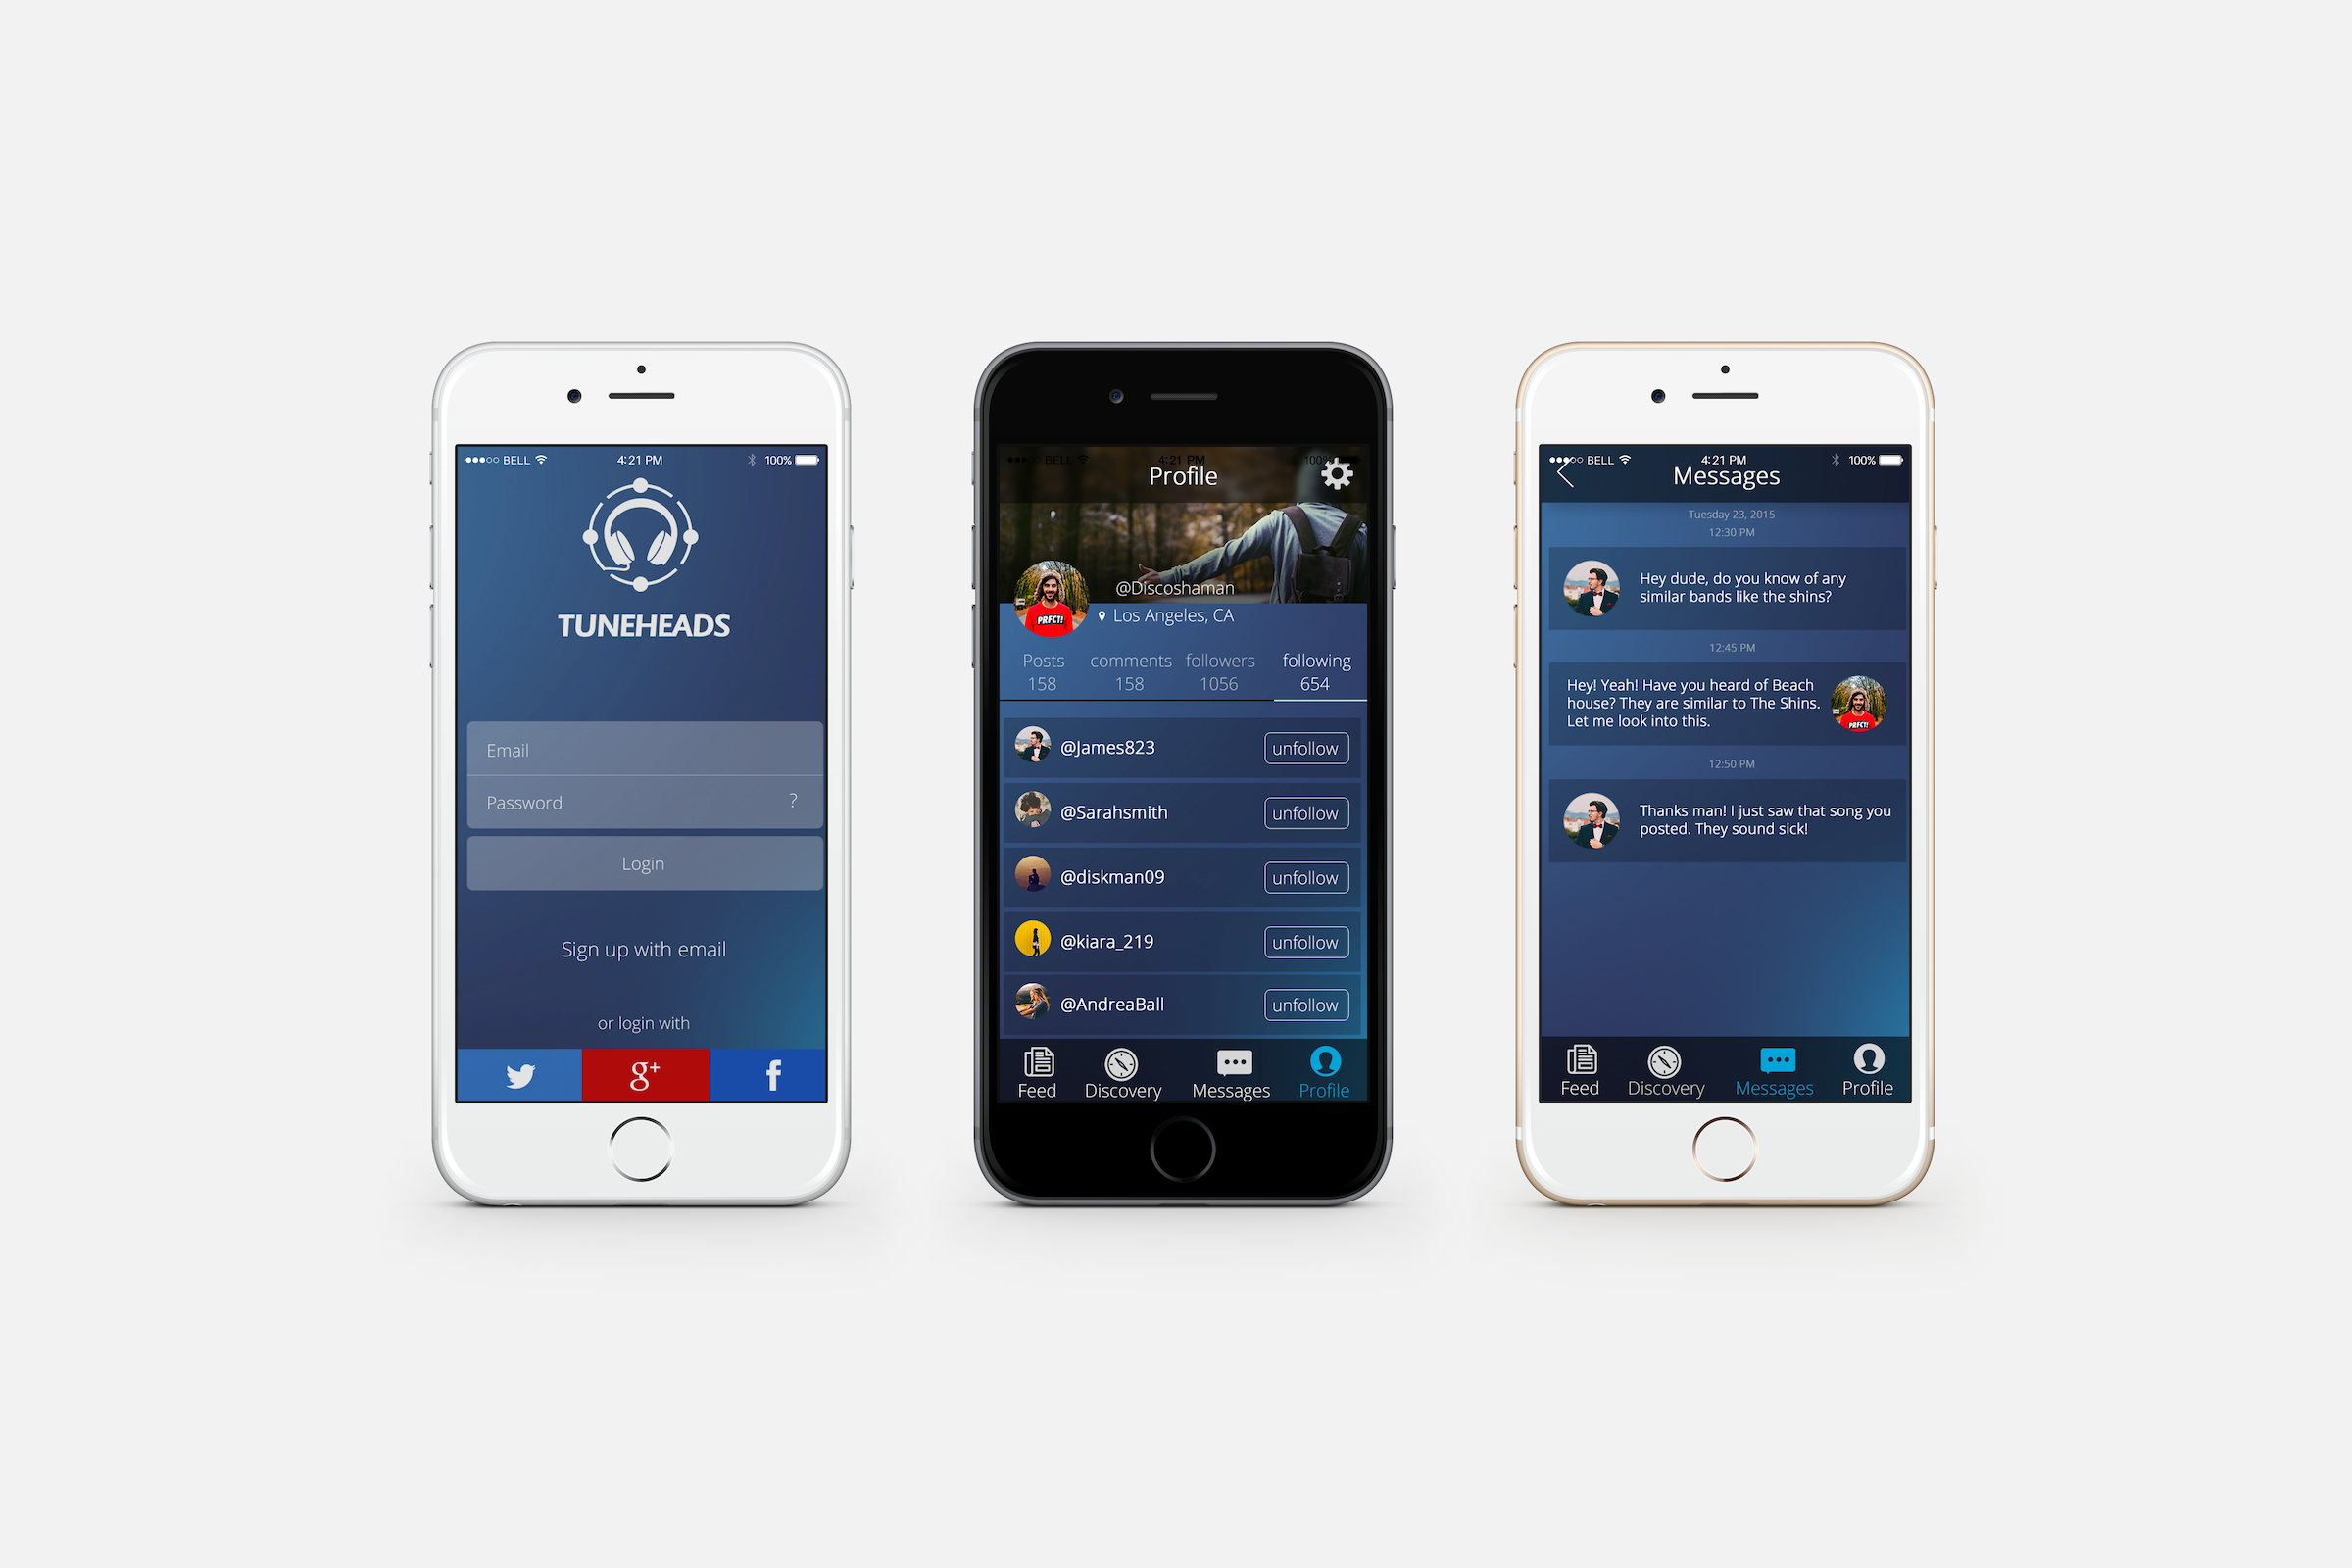 BELL 4:21 PM 100%
TUNEHEADS
Email
Password ?
Login
Sign up with email
or login with
g+ f
BELL 4:21 PM 100%
Profile
@Discoshaman
Los Angeles, CA
Posts comments followers following
158 158 1056 654
PRFCT!
@James823 unfollow
@Sarahsmith unfollow
@diskman09 unfollow
@kiara_219 unfollow
@AndreaBall unfollow
Feed Discovery Messages Profile
BELL 4:21 PM 100%
Messages
Tuesday 23, 2015
12:30 PM
Hey dude, do you know of any
similar bands like the shins?
12:45 PM
Hey! Yeah! Have you heard of Beach
house? They are similar to The Shins.
Let me look into this.
PRFCT!
12:50 PM
Thanks man! I just saw that song you
posted. They sound sick!
Feed Discovery Messages Profile